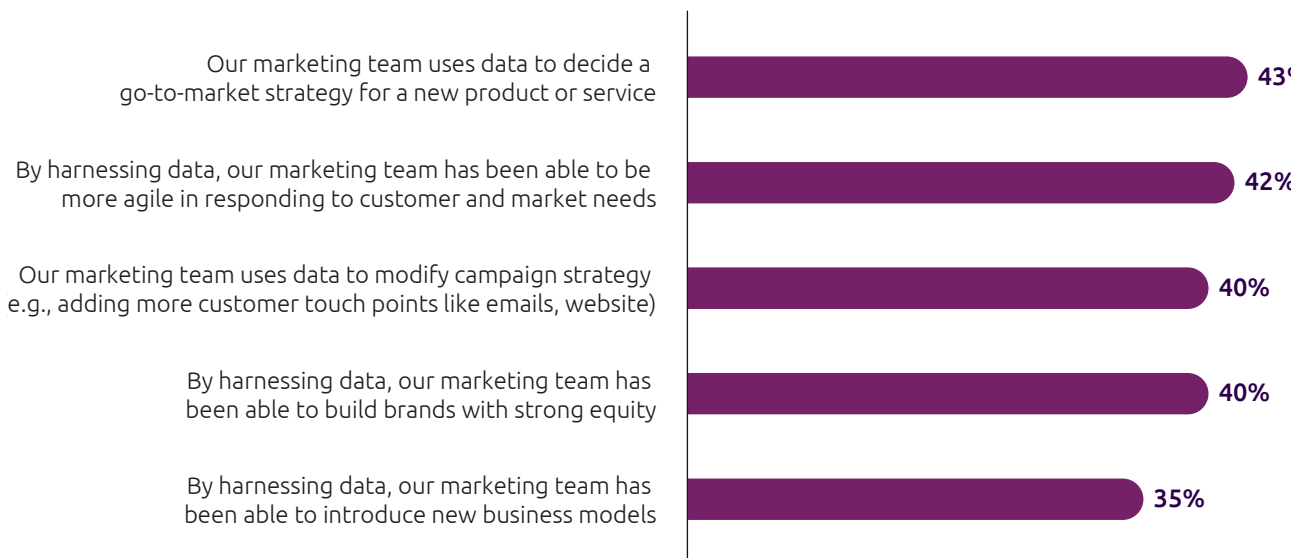 Our marketing team uses data to decide a
go-to-market strategy for a new product or service
43%
By harnessing data, our marketing team has been able to be
more agile in responding to customer and market needs
42%
Our marketing team uses data to modify campaign strategy
e.g., adding more customer touch points like emails, website)
40%
By harnessing data, our marketing team has
been able to build brands with strong equity
40%
By harnessing data, our marketing team has
been able to introduce new business models
35%